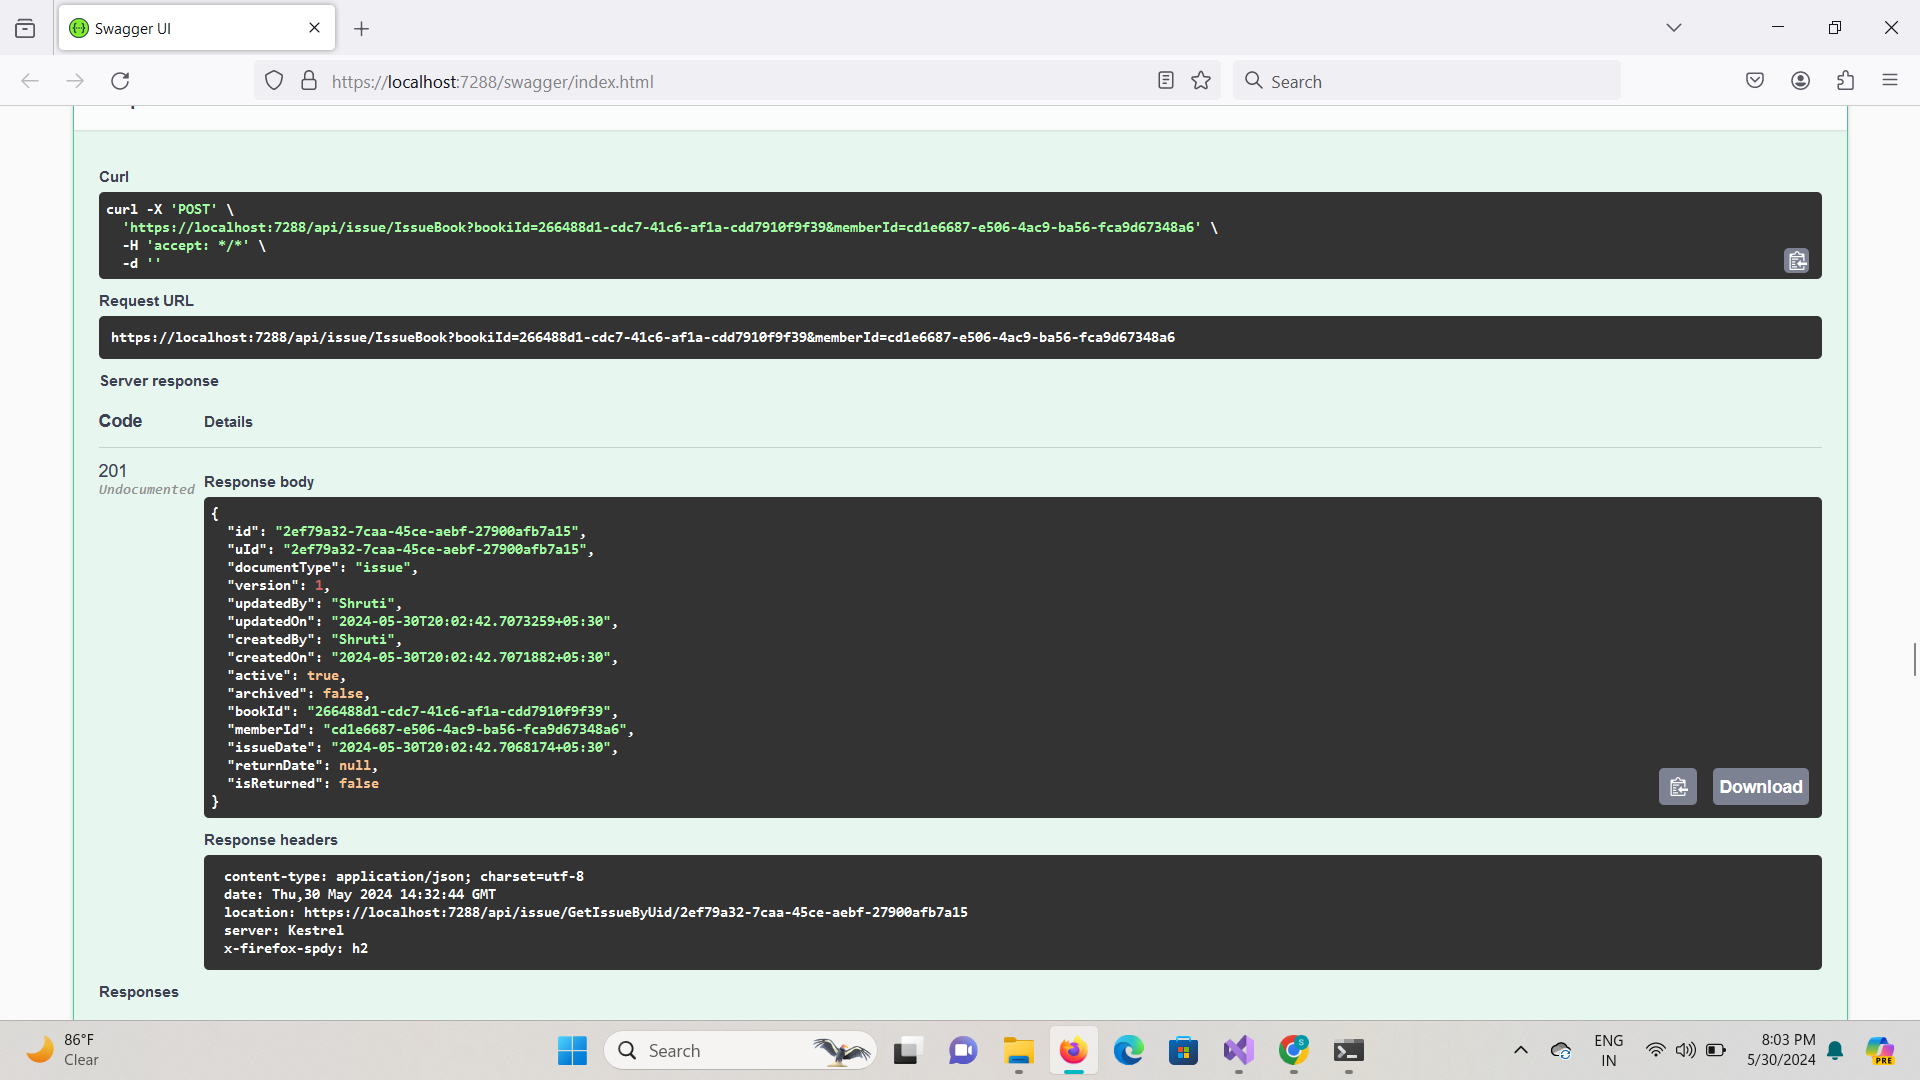 Swagger UI
https://localhost:7288/swagger/index.html
Search
Curl
curl -X 'POST' \
'https://localhost:7288/api/issue/IssueBook?bookiId=266488d1-cdc7-41c6-af1a-cdd7910f9f39&memberId=cd1e6687-e506-4ac9-ba56-fca9d67348a6' \
-H 'accept: */*' \
-d ''
Request URL
https://localhost:7288/api/issue/IssueBook?bookiId=266488d1-cdc7-41c6-af1a-cdd7910f9f39&memberId=cd1e6687-e506-4ac9-ba56-fca9d67348a6
Server response
Code Details
201
Undocumented
Response body
{
"id": "2ef79a32-7caa-45ce-aebf-27900afb7a15",
"uId": "2ef79a32-7caa-45ce-aebf-27900afb7a15",
"documentType": "issue",
"version": 1,
"updatedBy": "Shruti",
"updatedOn": "2024-05-30T20:02:42.7073259+05:30",
"createdBy": "Shruti",
"createdOn": "2024-05-30T20:02:42.7071882+05:30",
"active": true,
"archived": false,
"bookId": "266488d1-cdc7-41c6-af1a-cdd7910f9f39",
"memberId": "cd1e6687-e506-4ac9-ba56-fca9d67348a6",
"issueDate": "2024-05-30T20:02:42.7068174+05:30",
"returnDate": null,
"isReturned": false
}
Download
Response headers
content-type: application/json; charset=utf-8
date: Thu,30 May 2024 14:32:44 GMT
location: https://localhost:7288/api/issue/GetIssueByUid/2ef79a32-7caa-45ce-aebf-27900afb7a15
server: Kestrel
x-firefox-spdy: h2
Responses
86°F
Clear
Search
S
ENG
IN
8:03 PM
5/30/2024
PRE